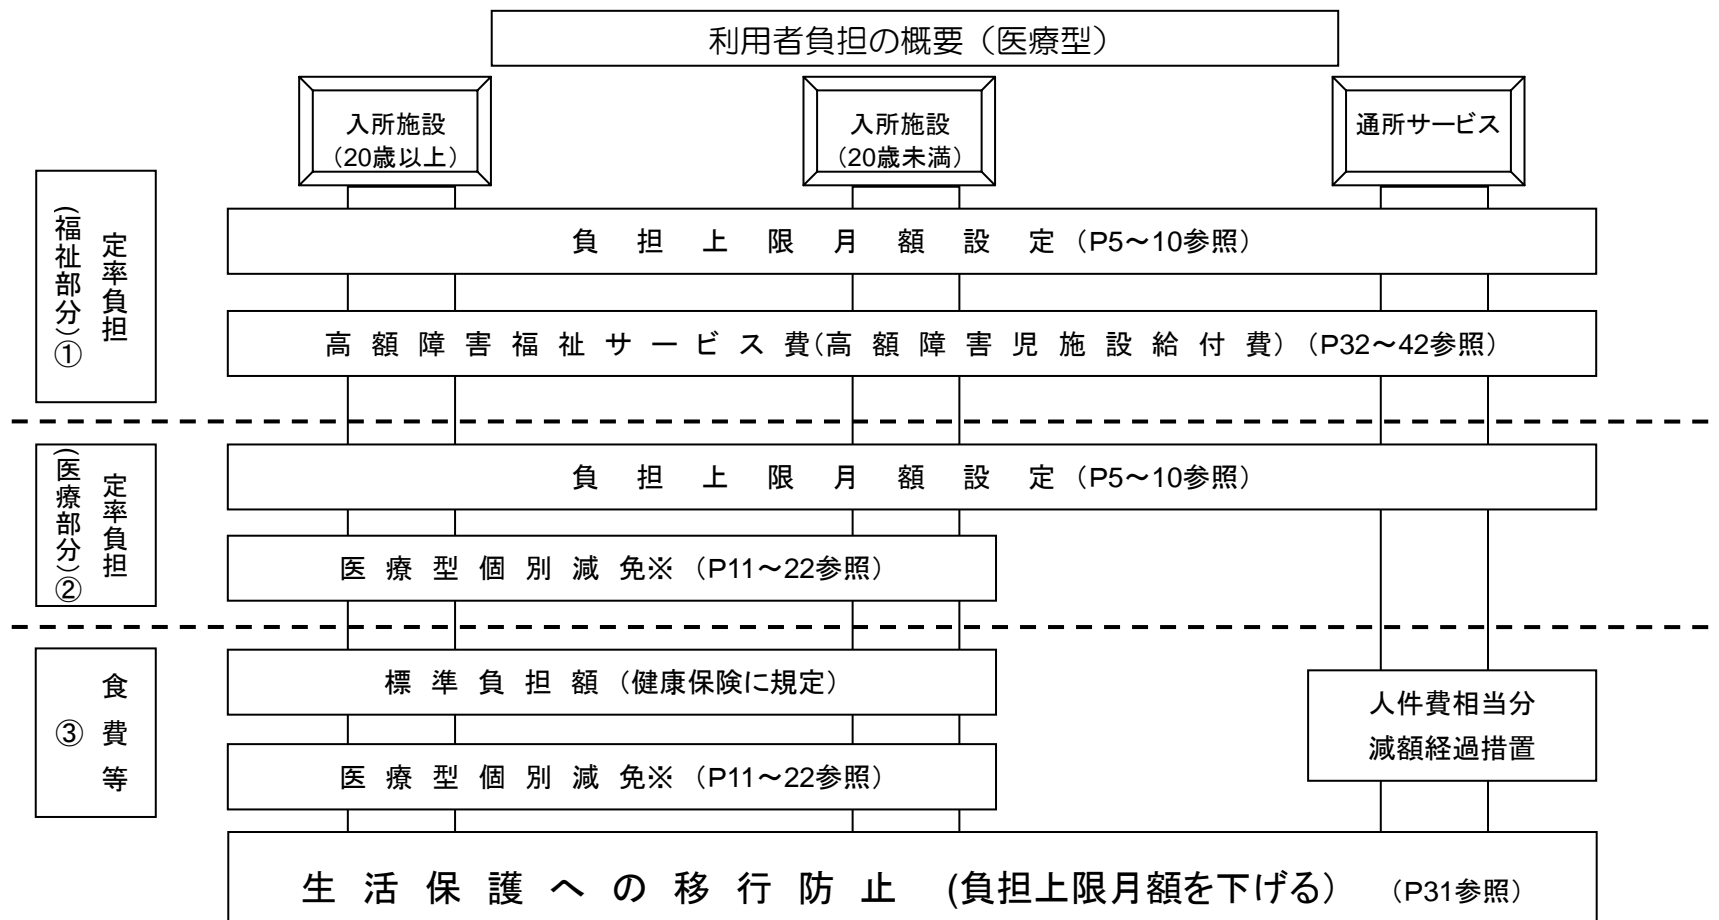 利用者負担の概要（医療型）
入所施設
（20歳以上）
入所施設
（20歳未満）
通所サービス
定率負担
（福祉部分）①
負担上限月額設定（P5～10参照）
高額障害福祉サービス費（高額障害児施設給付費）（P32～42参照）
定率負担
（医療部分）②
負担上限月額設定（P5～10参照）
医療型個別減免※（P11～22参照）
食費等
③
標準負担額（健康保険に規定）
人件費相当分
減額経過措置
医療型個別減免※（P11～22参照）
生活保護への移行防止（負担上限月額を下げる）（P31参照）